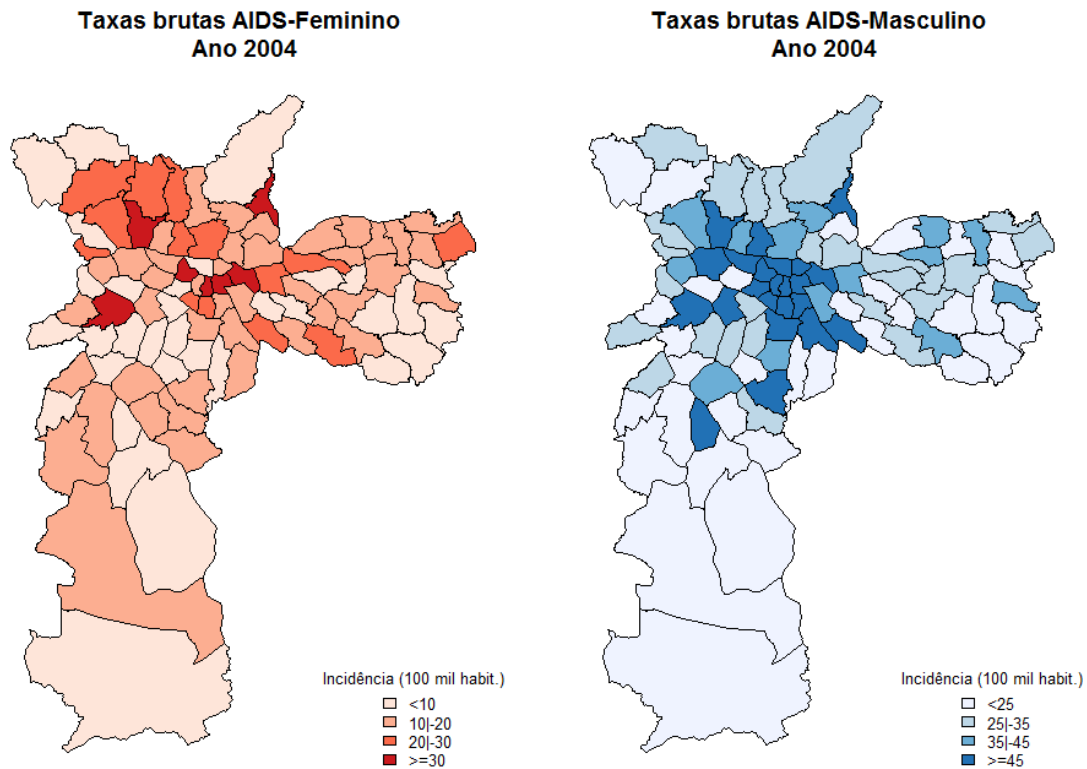 Taxas brutas AIDS-Feminino
Ano 2004
Incidência (100 mil habit.)
<10
10|-20
20|-30
>=30
Taxas brutas AIDS-Masculino
Ano 2004
Incidência (100 mil habit.)
<25
25|-35
35|-45
>=45